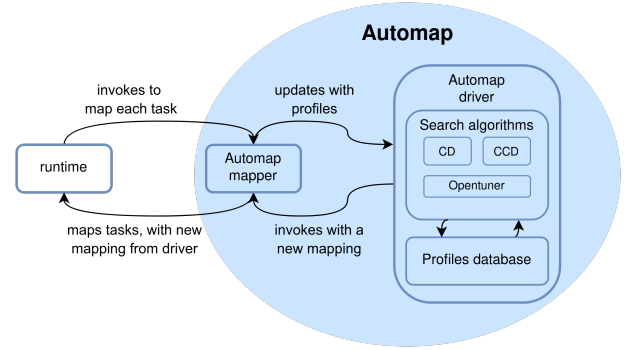 Automap
invokes to
map each task
updates with
profiles
Automap
driver
Search algorithms
CD
CCD
Opentuner
runtime
Automap
mapper
maps tasks, with new
mapping from driver
invokes with a
new mapping
Profiles database